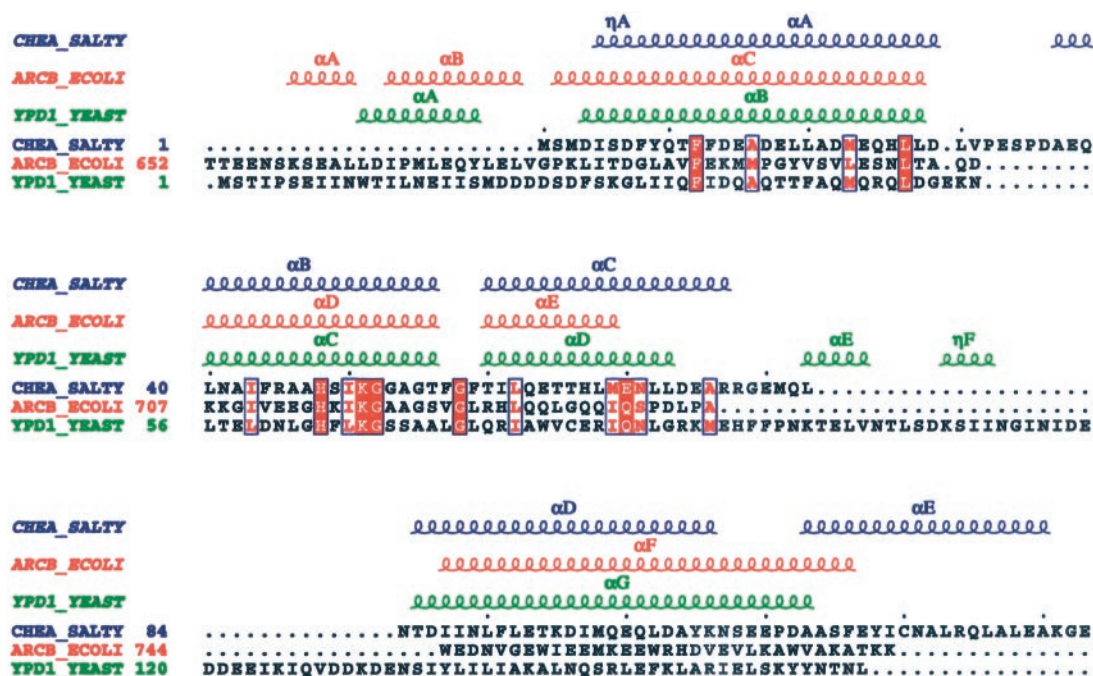 CHEA_SALTY ηA αA
ARCB_ECOLI αA αB αC
YPD1_YEAST αA αB
CHEA_SALTY 1 ........................MSMDISDFYQTFFDEADELLADMEQHLLD.LVPESPDAEQ
ARCB_ECOLI 652 TTEENSKSEALLDIPMLEQYLELVGPKLITDGLAVFEKMMPGYVSVLESNLTA.QD........
YPD1_YEAST 1 .MSTIPSEIINWTILNEIISMDDDDSDFSKGLIIQFIDQAQTTFAQMQRQLDGEKN........
CHEA_SALTY αB αC
ARCB_ECOLI αD αE
YPD1_YEAST αC αD αE ηF
CHEA_SALTY 40 LNAIFRAAHSIKGGAGTFGFTILQETTHLMENLLDEARRGEMQL....................
ARCB_ECOLI 707 KKGIVEEGHKIKGAAGSVGLRHLQQLGQQIQSPDLPA...........................
YPD1_YEAST 56 LTELDNLGHFLKGSSAALGLQRIAWVCERIQNLGRKMEHFFPNKTELVNTLSDKSIINGINIDE
CHEA_SALTY αD αE
ARCB_ECOLI αF
YPD1_YEAST αG
CHEA_SALTY 84 ..............NTDIINLFLETKDIMQEQLDAYKNSEEPDAASFEYICNALRQLALEAKGE
ARCB_ECOLI 744 .................WEDNVGEWIEEMKEEWRHDVEVLKAWVAKATKK..............
YPD1_YEAST 120 DDEEIKIQVDDKDENSIYLILIAKALNQSRLEFKLARIELSKYYNTNL................